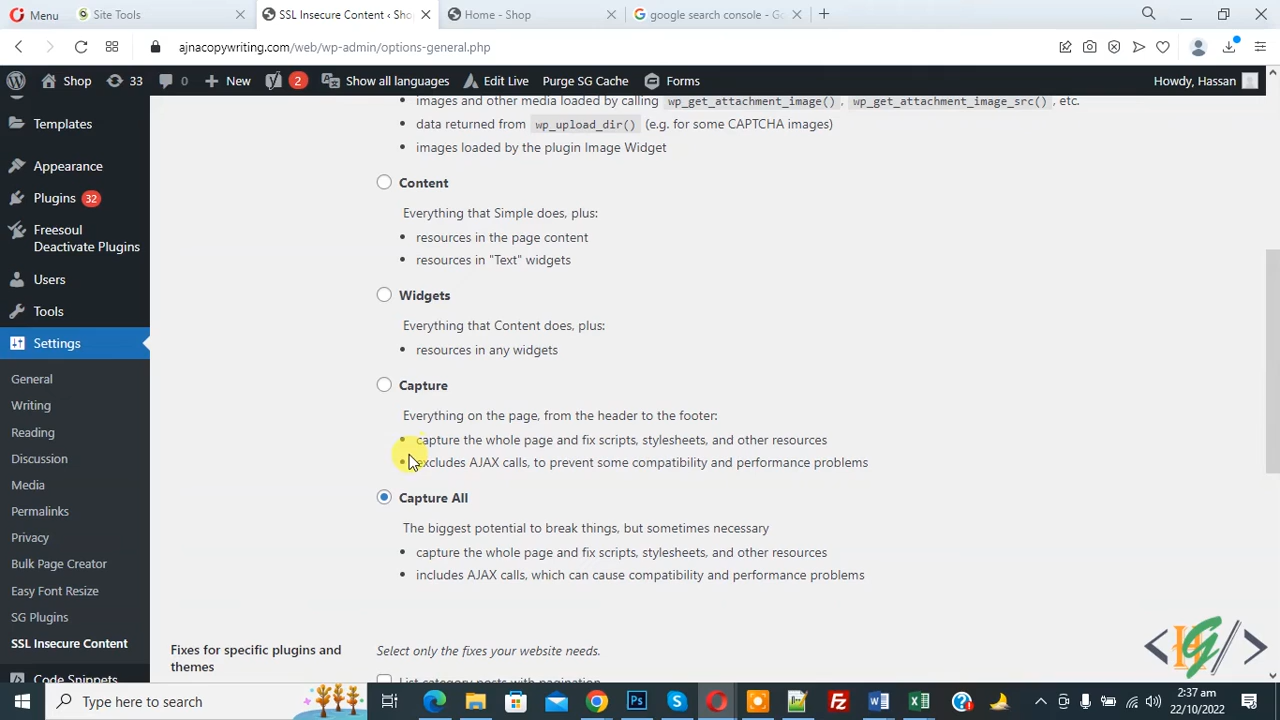 Menu
Site Tools
SSL Insecure Content ‹ Sho
Home - Shop
google search console - Go
ajnacopywriting.com/web/wp-admin/options-general.php
Shop
33
0
New
2
Show all languages
Edit Live
Purge SG Cache
Forms
Howdy, Hassan
Templates
Appearance
Plugins 32
Freesoul
Deactivate Plugins
Users
Tools
Settings
General
Writing
Reading
Discussion
Media
Permalinks
Privacy
Bulk Page Creator
Easy Font Resize
SG Plugins
SSL Insecure Content
Code Snippets
images and other media loaded by calling wp_get_attachment_image() , wp_get_attachment_image_src() , etc.
data returned from wp_upload_dir() (e.g. for some CAPTCHA images)
images loaded by the plugin Image Widget
Content
Everything that Simple does, plus:
resources in the page content
resources in "Text" widgets
Widgets
Everything that Content does, plus:
resources in any widgets
Capture
Everything on the page, from the header to the footer:
capture the whole page and fix scripts, stylesheets, and other resources
excludes AJAX calls, to prevent some compatibility and performance problems
Capture All
The biggest potential to break things, but sometimes necessary
capture the whole page and fix scripts, stylesheets, and other resources
includes AJAX calls, which can cause compatibility and performance problems
Fixes for specific plugins and
themes
Select only the fixes your website needs.
List category posts with pagination
Type here to search
2:37 am
22/10/2022